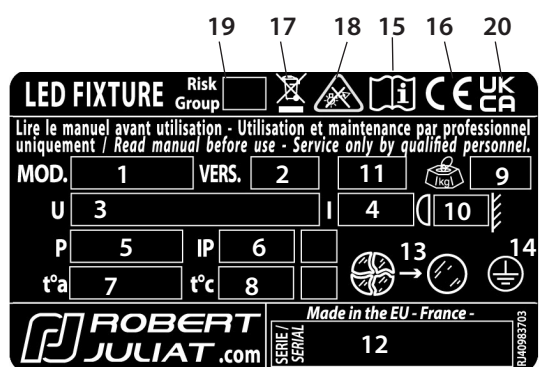 19 17 18 15 16 20
LED FIXTURE Risk Group i CE UK CA
Lire le manuel avant utilisation - Utilisation et maintenance par professionnel
uniquement / Read manual before use - Service only by qualified personnel.
MOD. 1 VERS. 2 11 kg 9
U 3 I 4 10
P 5 IP 6 13 14
t°a 7 t°c 8
Made in the EU - France -
RJ ROBERT JULIAT.com
SERIE / SERIAL 12
RJ40983703